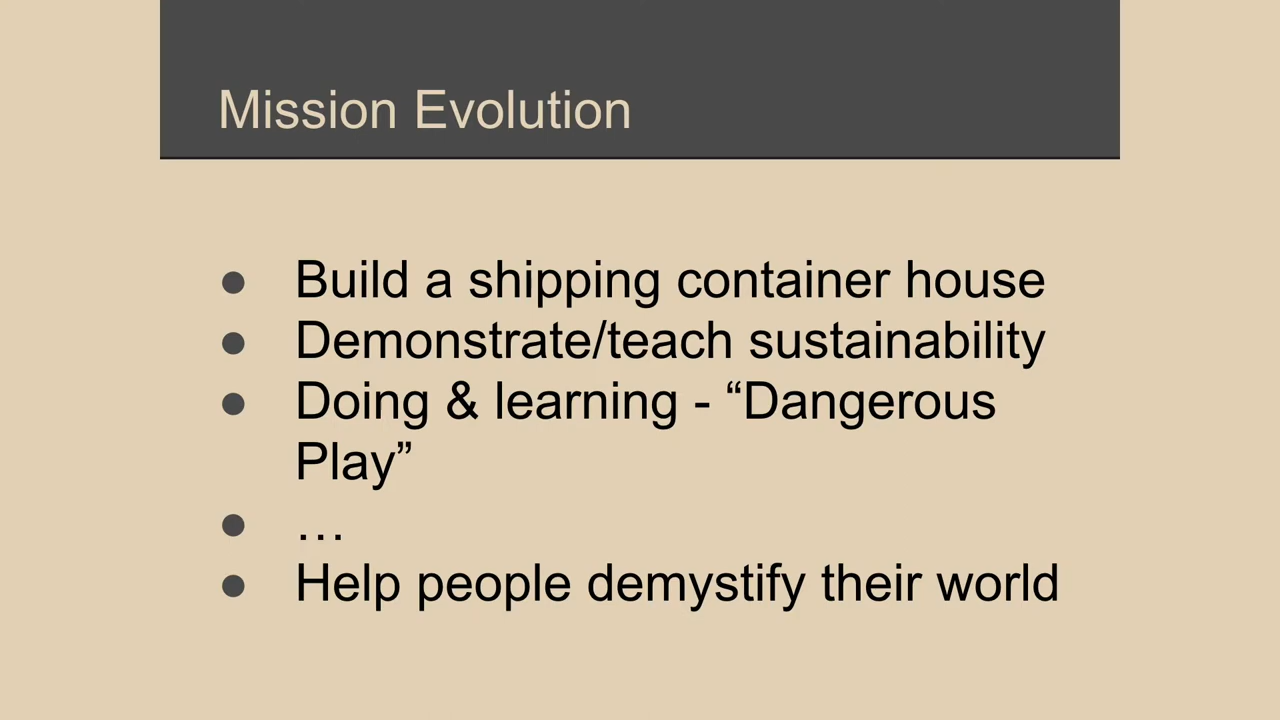 Mission Evolution
● Build a shipping container house
● Demonstrate/teach sustainability
● Doing & learning - “Dangerous
Play”
● …
● Help people demystify their world